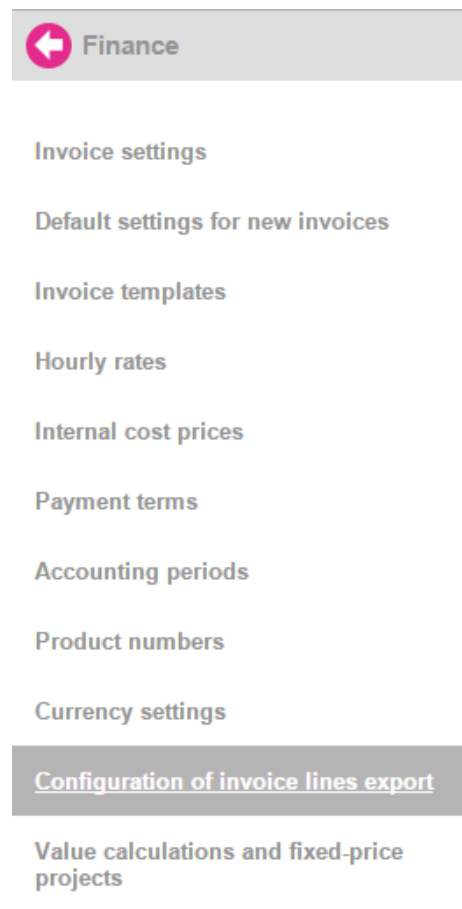 Finance
Invoice settings
Default settings for new invoices
Invoice templates
Hourly rates
Internal cost prices
Payment terms
Accounting periods
Product numbers
Currency settings
Configuration of invoice lines export
Value calculations and fixed-price
projects